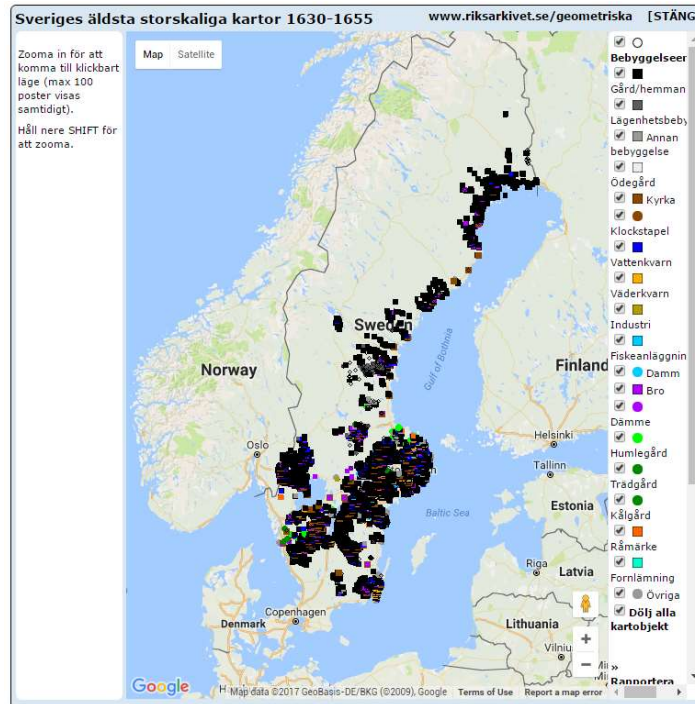 Sveriges äldsta storskaliga kartor 1630-1655
www.riksarkivet.se/geometriska [STÄNG
Zooma in för att
komma till klickbart
läge (max 100
poster visas
samtidigt).
Håll nere SHIFT för
att zooma.
Map Satellite
Sweden
Norway
Finland
Gulf of Bothnia
Oslo
Helsinki
Tallinn
Estonia
Baltic Sea
Riga
Latvia
Copenhagen
Denmark
Lithuania
Vilniu
Google
Map data ©2017 GeoBasis-DE/BKG (©2009), Google Terms of Use Report a map error
Bebyggelseen
Gård/hemman
Lägenhetsbeby
Annan
bebyggelse
Ödegård
Kyrka
Klockstapel
Vattenkvarn
Väderkvarn
Industri
Fiskeanläggnin
Damm
Bro
Dämme
Humlegård
Trädgård
Kålgård
Råmärke
Fornlämning
Övriga
Dölj alla
kartobjekt
»
Rapportera